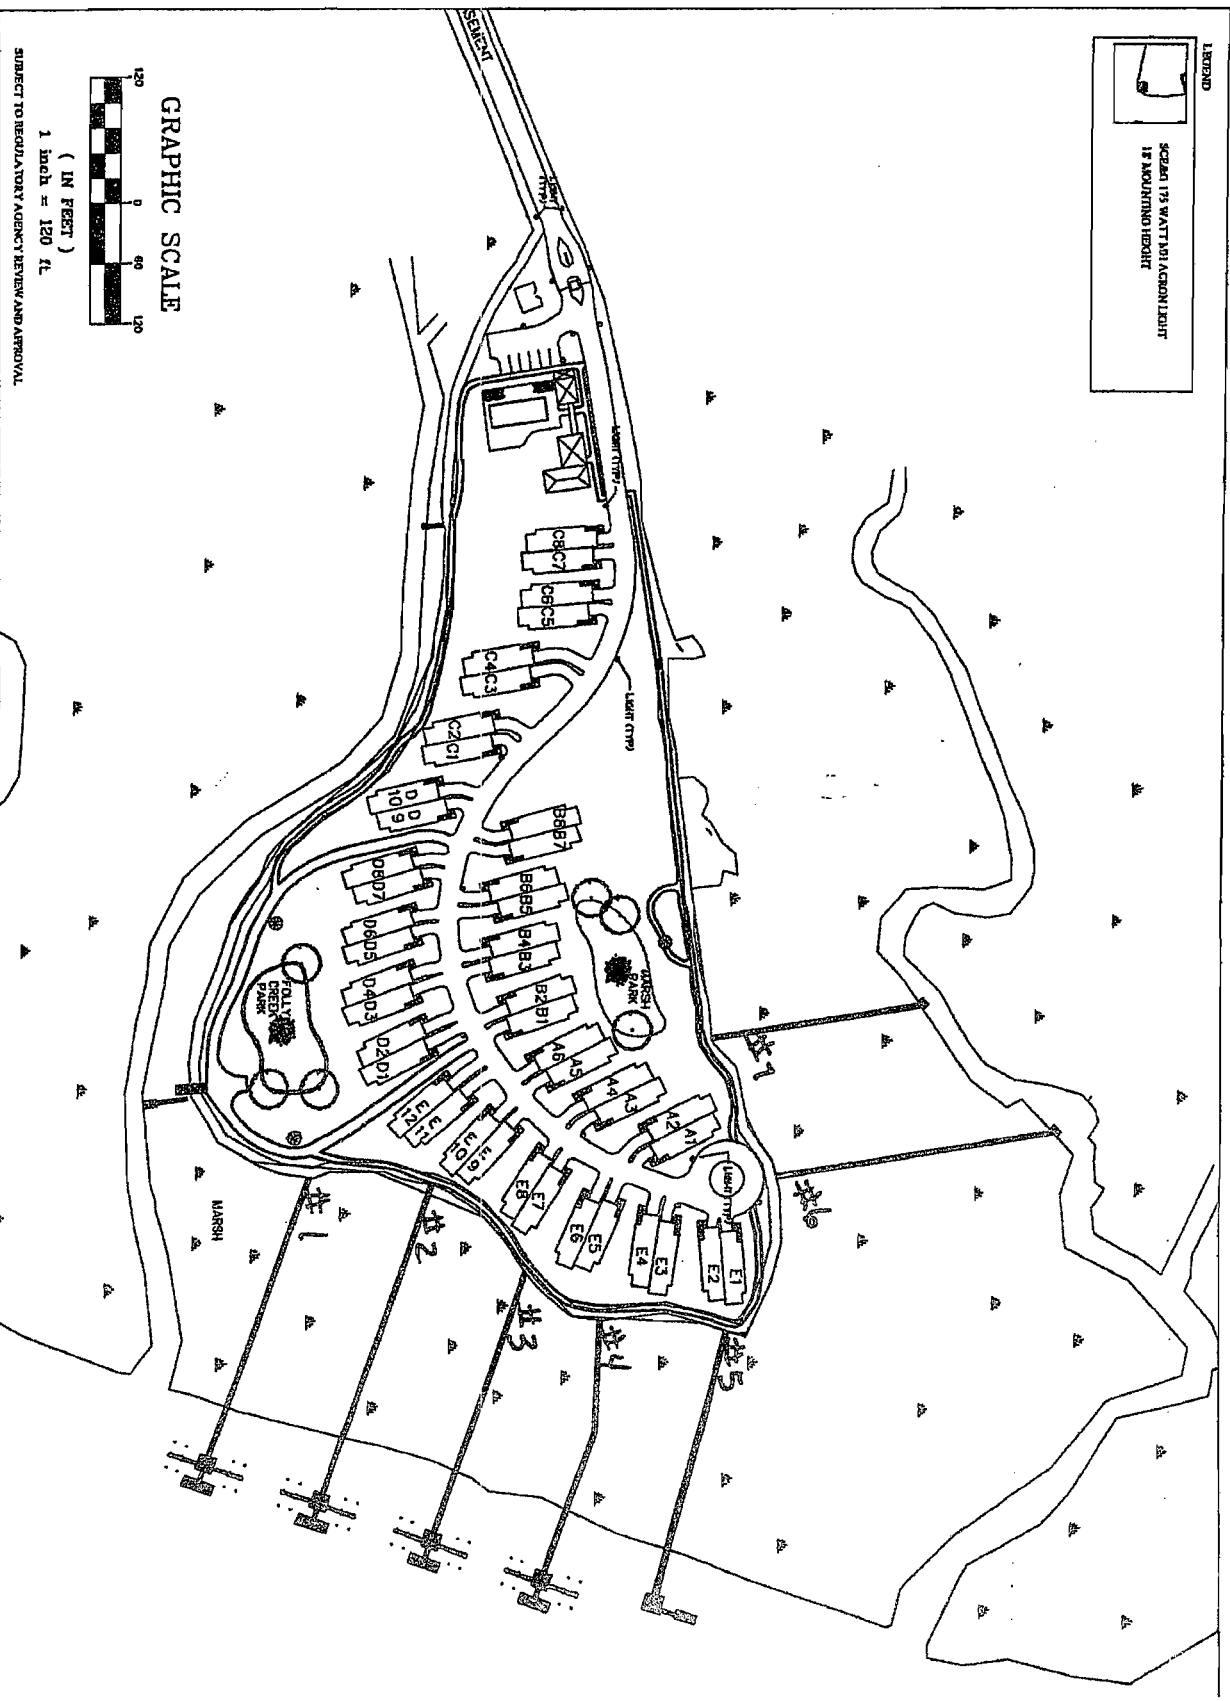 LEGEND
SCE&G 175 WATT MH ACRON LIGHT
18' MOUNTING HEIGHT
SEMENT
LIGHT
(TYP)
GRAPHIC SCALE
120
0
60
120
( IN FEET )
1 inch = 120 ft.
SUBJECT TO REGULATORY AGENCY REVIEW AND APPROVAL
LIGHT (TYP)
C8C7
C6C5
C4C3
C2C1
LIGHT (TYP)
D D
10 9
D8D7
D6D5
D4D3
D2D1
B8B7
B6B5
B4B3
B2B1
A6 A5
A4 A3
A2 A1
MARSH
PARK
FOLLY
CREEK
PARK
E E
12 11
E E9
10
E8 E7
E6 E5
E4 E3
E2 E1
LIGHT (TYP)
MARSH
#1
#2
#3
#4
#5
#6
#7